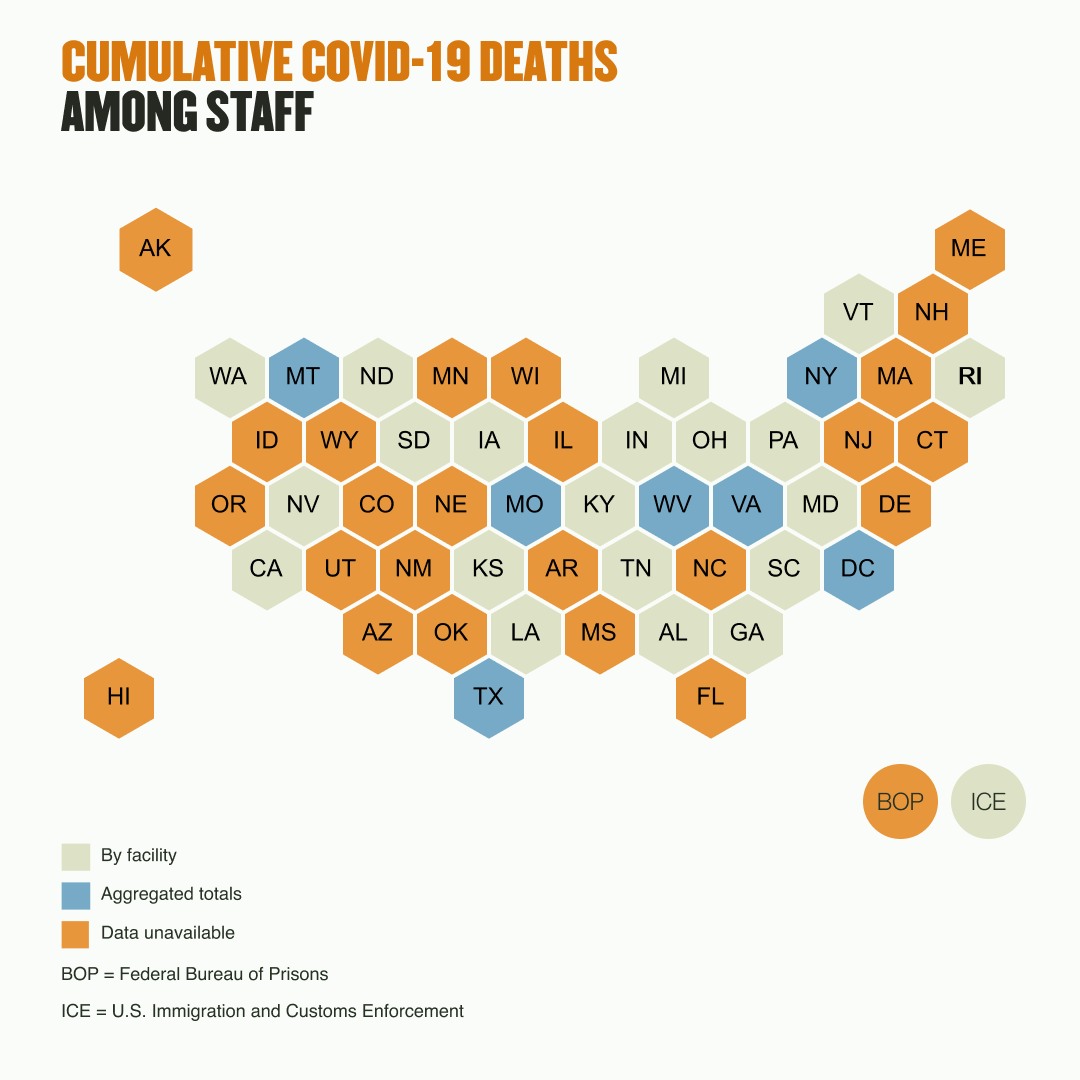 CUMULATIVE COVID-19 DEATHS
AMONG STAFF
AK
ME
VT
NH
WA
MT
ND
MN
WI
MI
NY
MA
RI
ID
WY
SD
IA
IL
IN
OH
PA
NJ
CT
OR
NV
CO
NE
MO
KY
WV
VA
MD
DE
CA
UT
NM
KS
AR
TN
NC
SC
DC
AZ
OK
LA
MS
AL
GA
HI
TX
FL
BOP
ICE
By facility
Aggregated totals
Data unavailable
BOP = Federal Bureau of Prisons
ICE = U.S. Immigration and Customs Enforcement